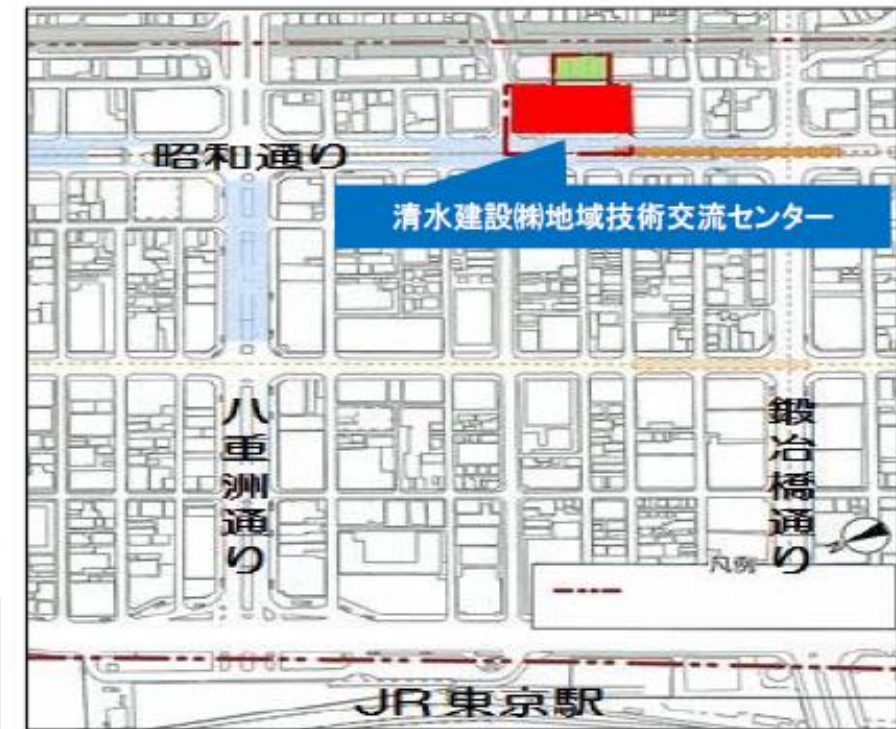 昭和通り
清水建設㈱地域技術交流センター
八重洲通り
鍛冶橋通り
凡例
JR東京駅